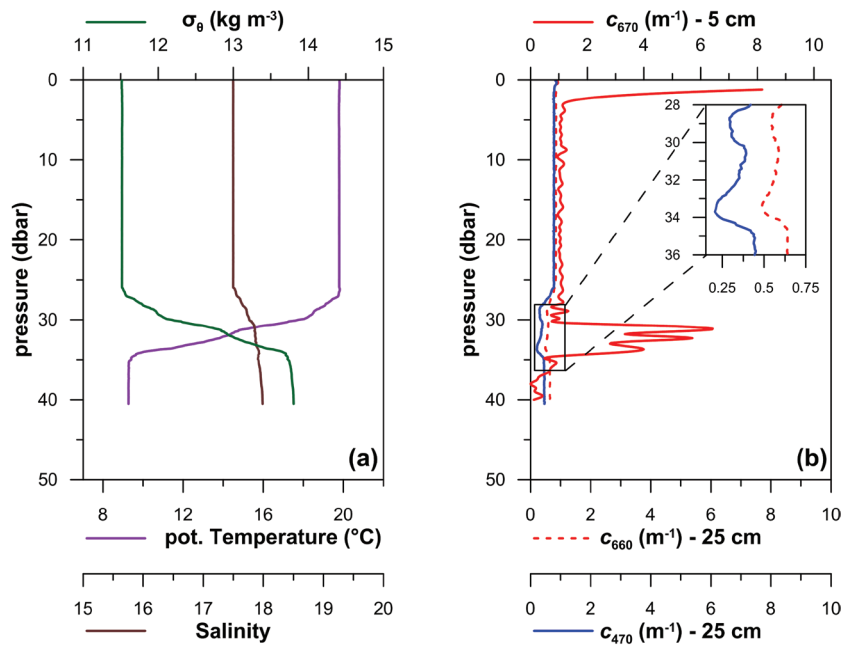 σθ (kg m⁻³)
11 12 13 14 15
c670 (m⁻¹) - 5 cm
0 2 4 6 8 10
pressure (dbar)
0
10
20
30
40
50
(a)
8 12 16 20
pot. Temperature (°C)
15 16 17 18 19 20
Salinity
pressure (dbar)
0
10
20
30
40
50
28
30
32
34
36
0.25 0.5 0.75
(b)
0 2 4 6 8 10
c660 (m⁻¹) - 25 cm
0 2 4 6 8 10
c470 (m⁻¹) - 25 cm